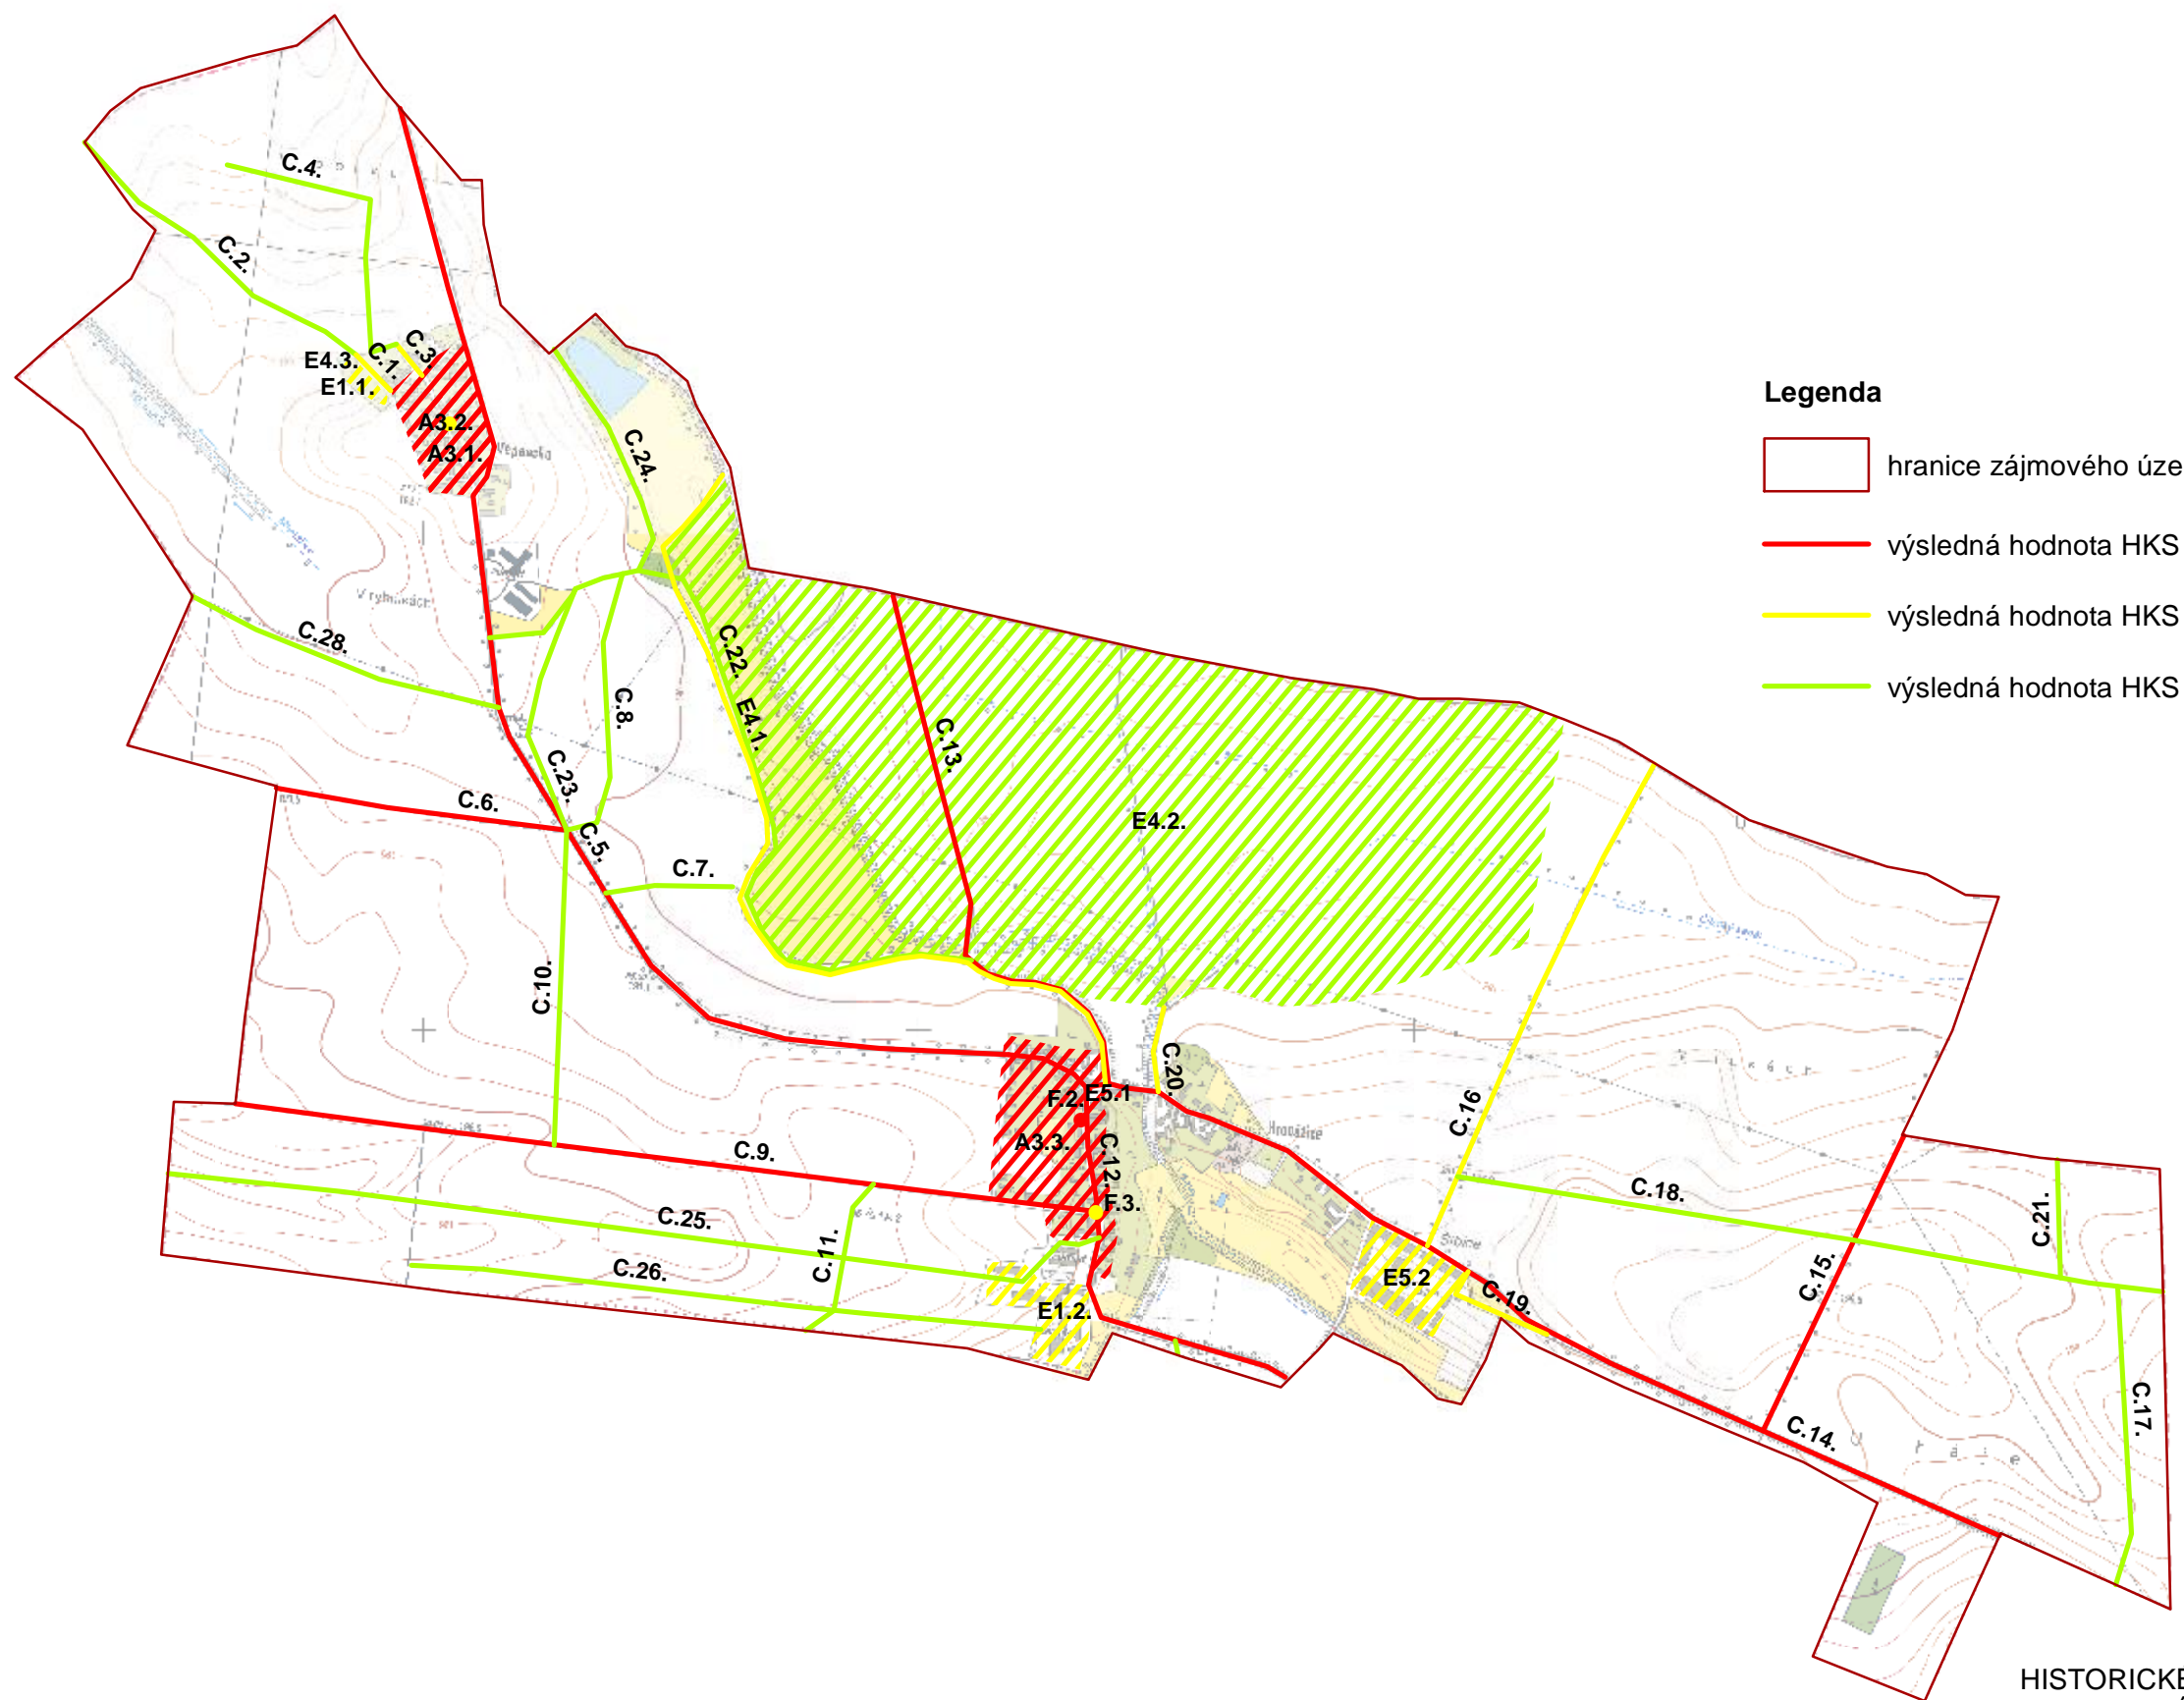 C.4.
C.2.
E4.3.
C.1.
C.3.
E1.1.
A3.2.
A3.1.
C.24.
Legenda
hranice zájmového úze
výsledná hodnota HKS
výsledná hodnota HKS
výsledná hodnota HKS
V rybníkách
C.28.
C.22.
C.8.
E4.1.
C.13.
C.23.
C.6.
C.5.
E4.2.
C.7.
C.10.
C.20.
E5.1
F.2.
C.16
A3.3.
C.12.
C.9.
F.3.
C.18.
C.25.
C.21.
C.11.
C.26.
E5.2
C.15.
C.19.
E1.2.
C.17.
C.14.
HISTORICKÉ